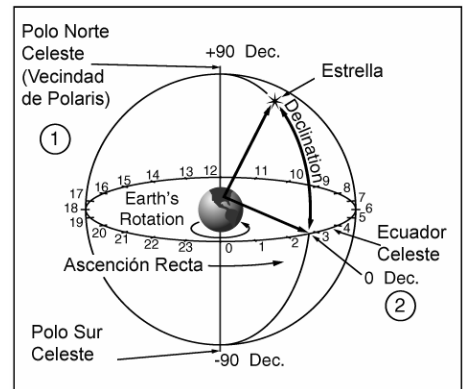 Polo Norte
Celeste
(Vecindad
de Polaris)
+90 Dec.
Estrella
1
Declination
17
16
15
14
13
12
11
10
9
8
7
18
6
19
5
20
21
22
23
0
1
2
3
4
Earth's
Rotation
Ascención Recta
Ecuador
Celeste
0 Dec.
2
Polo Sur
Celeste
-90 Dec.